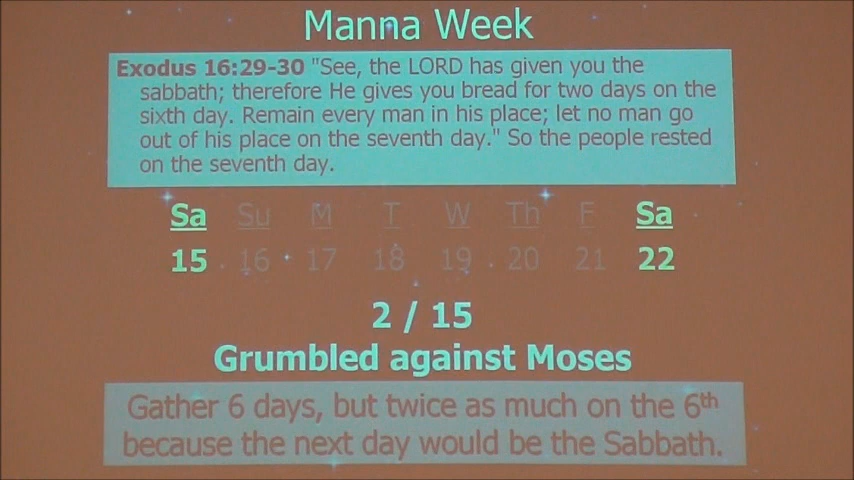 Manna Week
Exodus 16:29-30 "See, the LORD has given you the
sabbath; therefore He gives you bread for two days on the
sixth day. Remain every man in his place; let no man go
out of his place on the seventh day." So the people rested
on the seventh day.
Sa Su M T W Th F Sa
15 16 17 18 19 20 21 22
2 / 15
Grumbled against Moses
Gather 6 days, but twice as much on the 6th
because the next day would be the Sabbath.